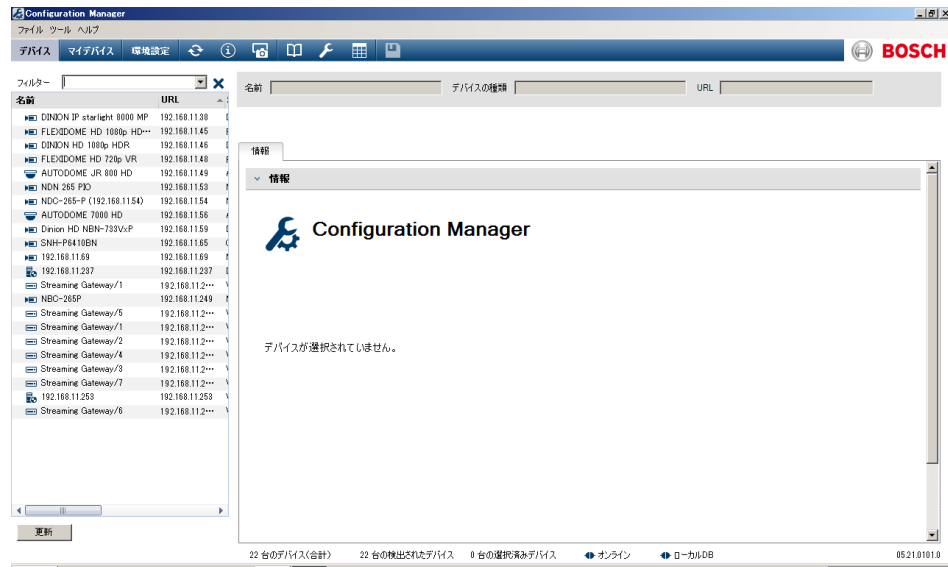 Configuration Manager
ファイル ツール ヘルプ
デバイス マイデバイス 環境設定
BOSCH
フィルター
名前 デバイスの種類 URL
名前 URL
DINION IP starlight 8000 MP 192.168.11.38
FLEXIDOME HD 1080p HD… 192.168.11.45
DINION HD 1080p HDR 192.168.11.46
FLEXIDOME HD 720p VR 192.168.11.48
AUTODOME JR 800 HD 192.168.11.49
NDN 265 PIO 192.168.11.53
NDC-265-P (192.168.11.54) 192.168.11.54
AUTODOME 7000 HD 192.168.11.56
Dinion HD NBN-733VxP 192.168.11.59
SNH-P6410BN 192.168.11.65
192.168.11.69 192.168.11.69
192.168.11.237 192.168.11.237
Streaming Gateway/1 192.168.11.2…
NBC-265P 192.168.11.249
Streaming Gateway/5 192.168.11.2…
Streaming Gateway/1 192.168.11.2…
Streaming Gateway/2 192.168.11.2…
Streaming Gateway/4 192.168.11.2…
Streaming Gateway/3 192.168.11.2…
Streaming Gateway/7 192.168.11.2…
192.168.11.253 192.168.11.253
Streaming Gateway/6 192.168.11.2…
更新
情報
情報
Configuration Manager
デバイスが選択されていません。
22 台のデバイス(合計) 22 台の検出されたデバイス 0 台の選択済みデバイス オンライン ローカルDB 05.21.0101.0